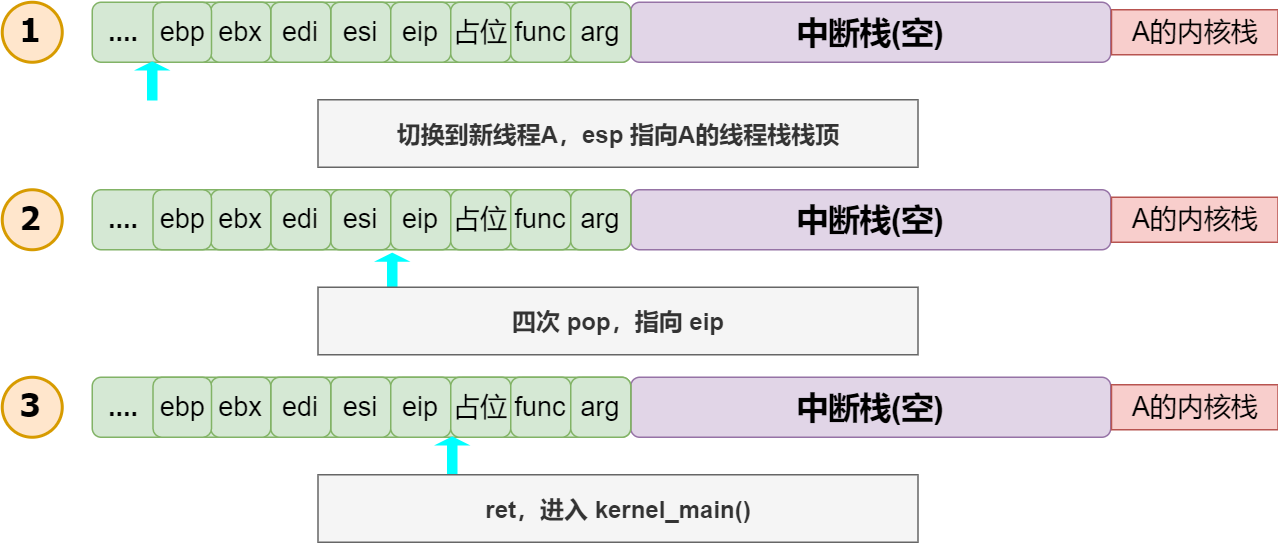 1 .... ebp ebx edi esi eip 占位 func arg 中断栈(空) A的内核栈
切换到新线程A，esp 指向A的线程栈栈顶
2 .... ebp ebx edi esi eip 占位 func arg 中断栈(空) A的内核栈
四次 pop，指向 eip
3 .... ebp ebx edi esi eip 占位 func arg 中断栈(空) A的内核栈
ret，进入 kernel_main()